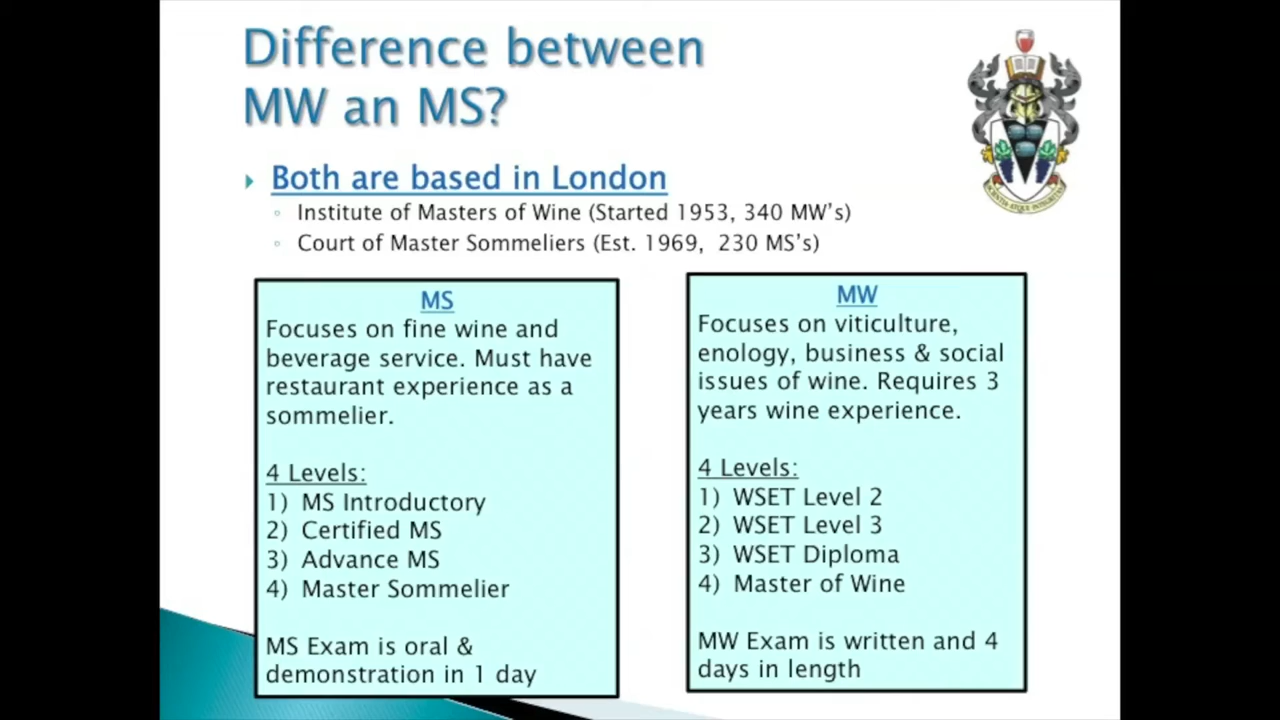 Difference between
MW an MS?
Both are based in London
Institute of Masters of Wine (Started 1953, 340 MW's)
Court of Master Sommeliers (Est. 1969, 230 MS's)
MS
Focuses on fine wine and
beverage service. Must have
restaurant experience as a
sommelier.
4 Levels:
1) MS Introductory
2) Certified MS
3) Advance MS
4) Master Sommelier
MS Exam is oral &
demonstration in 1 day
MW
Focuses on viticulture,
enology, business & social
issues of wine. Requires 3
years wine experience.
4 Levels:
1) WSET Level 2
2) WSET Level 3
3) WSET Diploma
4) Master of Wine
MW Exam is written and 4
days in length
SCIENTIA ATQUE INTEGRITAS